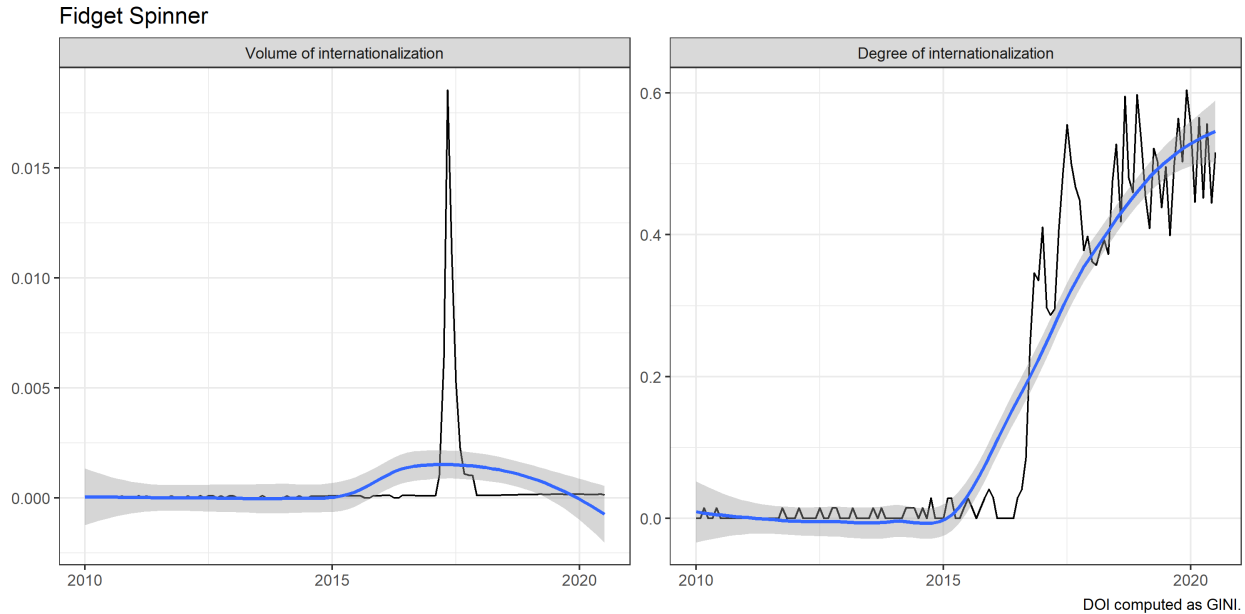 Fidget Spinner
Volume of internationalization
Degree of internationalization
0.015
0.010
0.005
0.000
0.6
0.4
0.2
0.0
2010 2015 2020
2010 2015 2020
DOI computed as GINI.